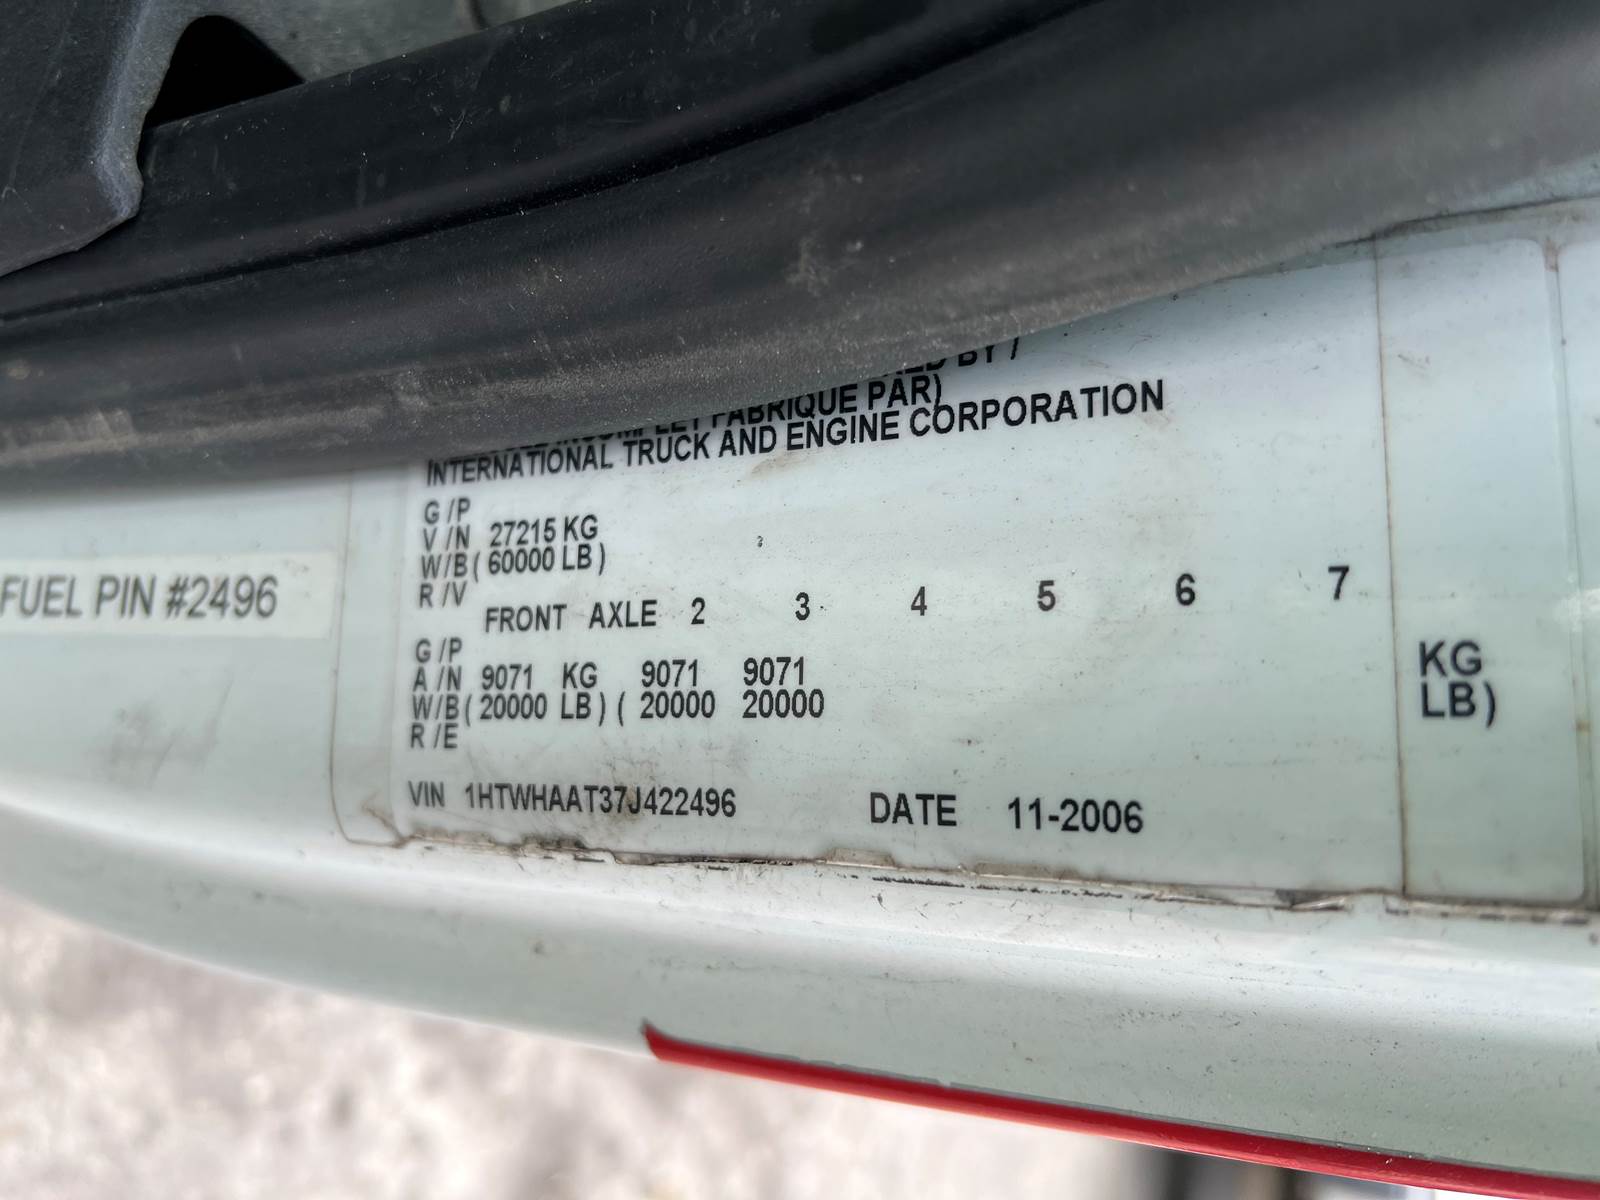 BY /
FABRIQUE PAR)
INTERNATIONAL TRUCK AND ENGINE CORPORATION
G /P
V /N 27215 KG
W/B ( 60000 LB )
R /V
FUEL PIN #2496
FRONT AXLE 2 3 4 5 6 7
G /P
A /N 9071 KG 9071 9071 KG
W/B ( 20000 LB ) ( 20000 20000 LB )
R /E
VIN 1HTWHAAT37J422496 DATE 11-2006